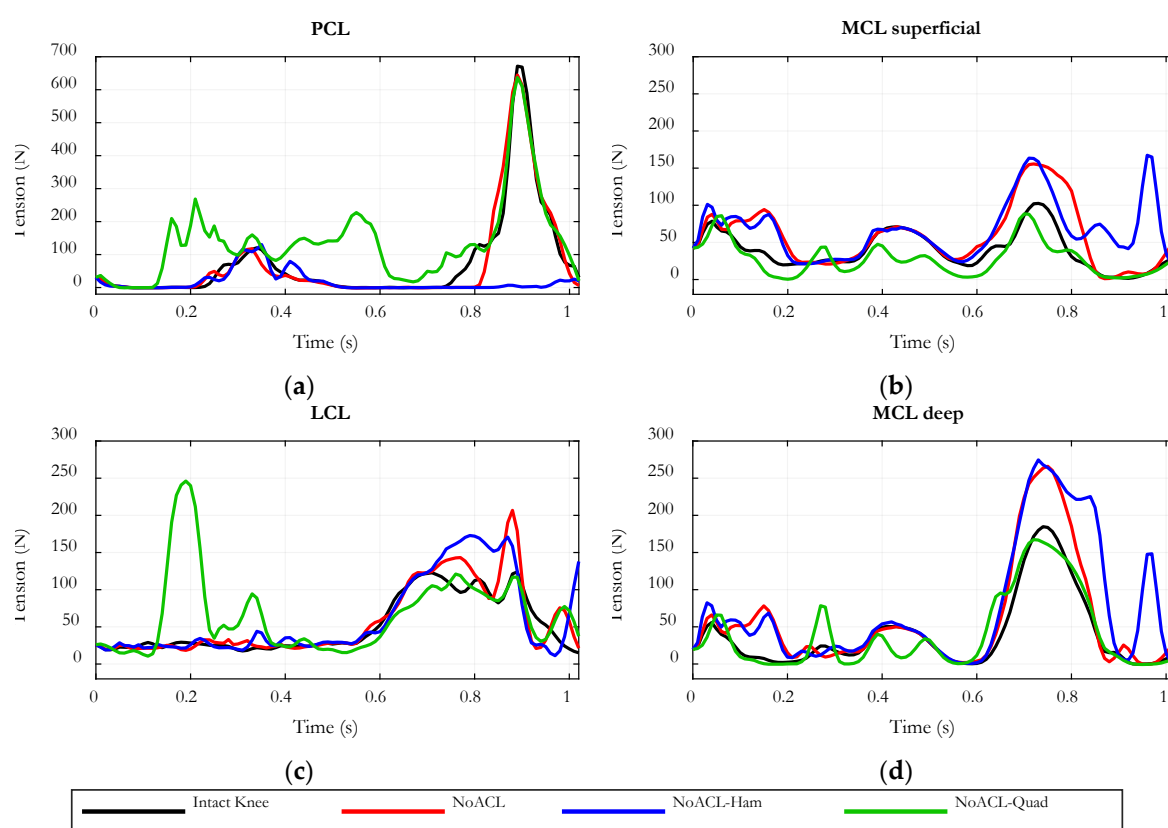 PCL
MCL superficial
700
600
500
400
300
200
100
0
Tension (N)
0 0.2 0.4 0.6 0.8 1
Time (s)
(a)
300
250
200
150
100
50
0
Tension (N)
0 0.2 0.4 0.6 0.8 1
Time (s)
(b)
LCL
MCL deep
300
250
200
150
100
50
0
Tension (N)
0 0.2 0.4 0.6 0.8 1
Time (s)
(c)
300
250
200
150
100
50
0
Tension (N)
0 0.2 0.4 0.6 0.8 1
Time (s)
(d)
Intact Knee NoACL NoACL-Ham NoACL-Quad